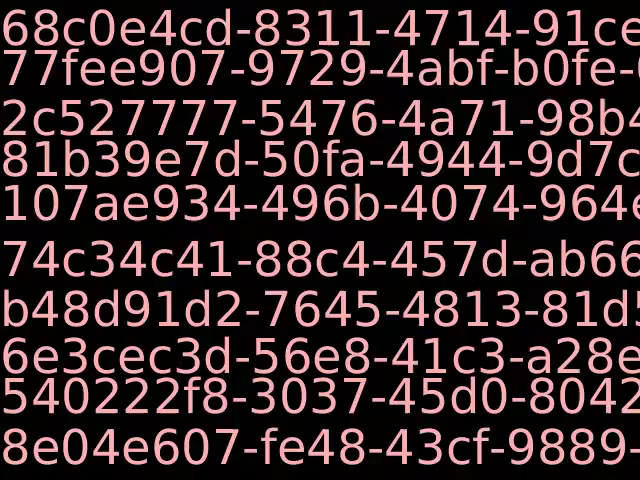 68c0e4cd-8311-4714-91ce
77fee907-9729-4abf-b0fe-
2c527777-5476-4a71-98b4
81b39e7d-50fa-4944-9d7c
107ae934-496b-4074-964e
74c34c41-88c4-457d-ab66
b48d91d2-7645-4813-81d5
6e3cec3d-56e8-41c3-a28e
540222f8-3037-45d0-8042
8e04e607-fe48-43cf-9889-